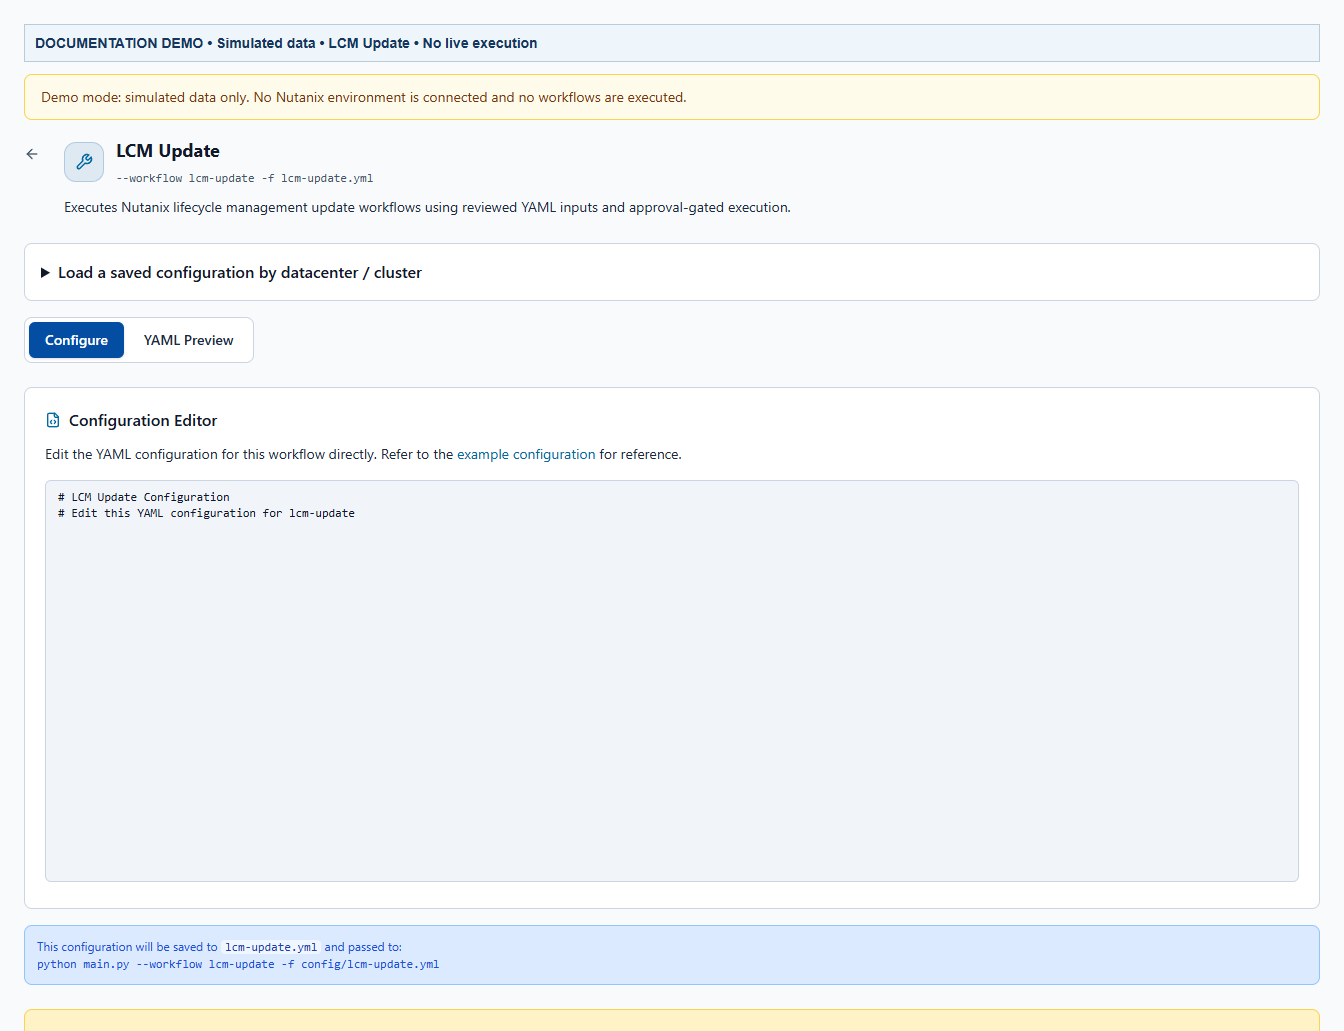 DOCUMENTATION DEMO • Simulated data • LCM Update • No live execution
Demo mode: simulated data only. No Nutanix environment is connected and no workflows are executed.
LCM Update
--workflow lcm-update -f lcm-update.yml
Executes Nutanix lifecycle management update workflows using reviewed YAML inputs and approval-gated execution.
Load a saved configuration by datacenter / cluster
Configure YAML Preview
Configuration Editor
Edit the YAML configuration for this workflow directly. Refer to the example configuration for reference.
# LCM Update Configuration
# Edit this YAML configuration for lcm-update
This configuration will be saved to lcm-update.yml and passed to:
python main.py --workflow lcm-update -f config/lcm-update.yml